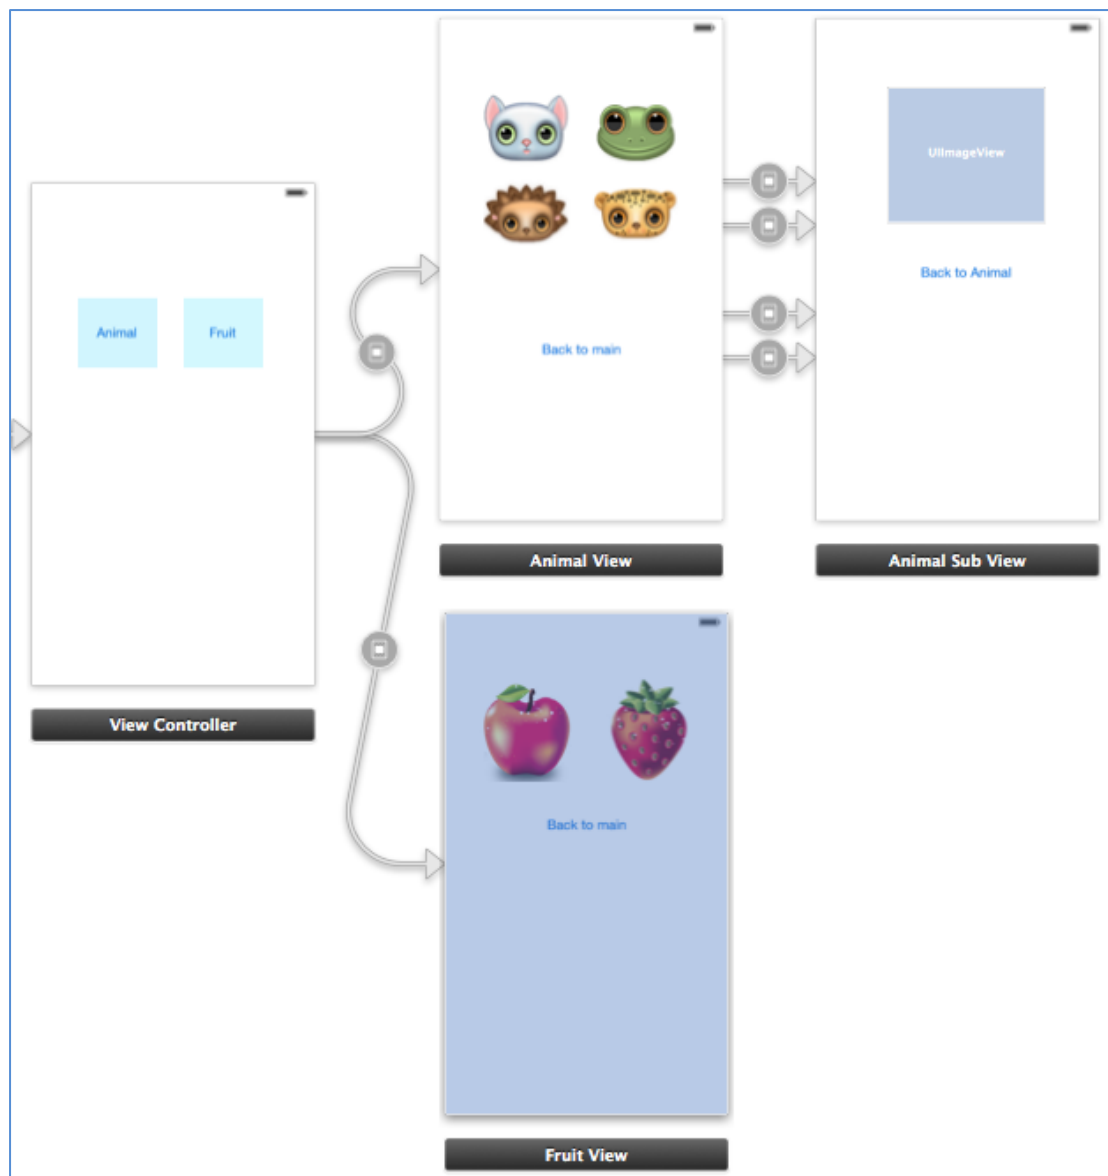 Animal
Fruit
View Controller
Back to main
Animal View
UIImageView
Back to Animal
Animal Sub View
Back to main
Fruit View